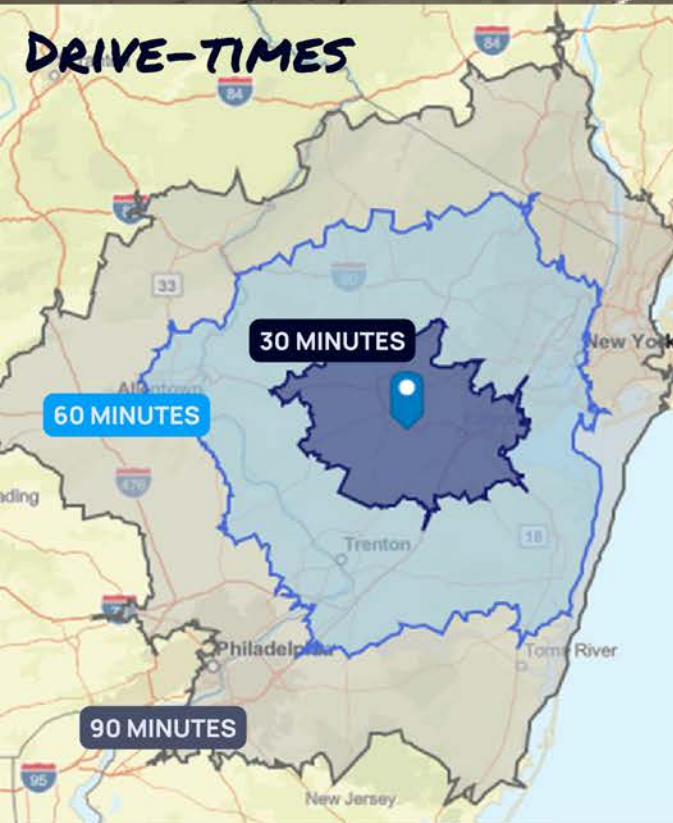 DRIVE-TIMES
84
84
33
80
30 MINUTES
New York
Allentown
60 MINUTES
476
ading
18
Trenton
Philadelphia
Toms River
90 MINUTES
95
New Jersey